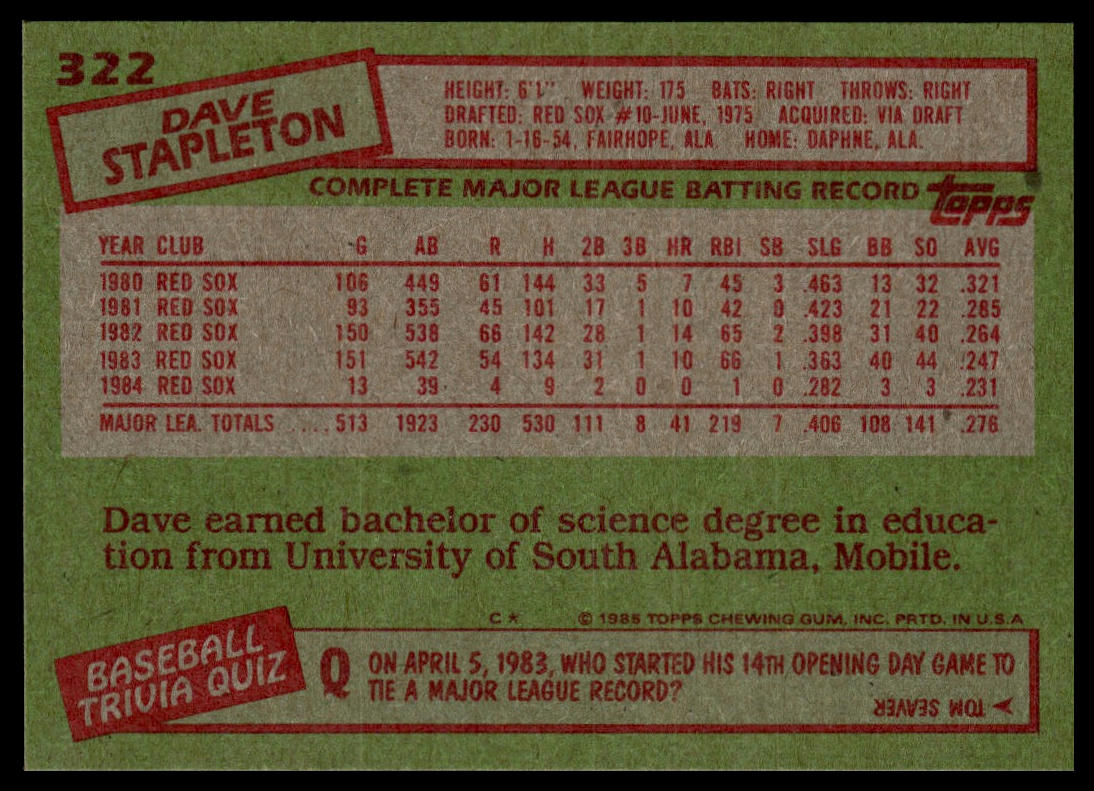 322
DAVE
STAPLETON
HEIGHT: 6'1" WEIGHT: 175 BATS: RIGHT THROWS: RIGHT
DRAFTED: RED SOX #10-JUNE, 1975 ACQUIRED: VIA DRAFT
BORN: 1-16-54, FAIRHOPE, ALA. HOME: DAPHNE, ALA.
COMPLETE MAJOR LEAGUE BATTING RECORD topps
YEAR CLUB G AB R H 2B 3B HR RBI SB SLG BB SO AVG
1980 RED SOX 106 449 61 144 33 5 7 45 3 .463 13 32 .321
1981 RED SOX 93 355 45 101 17 1 10 42 0 .423 21 22 .285
1982 RED SOX 150 538 66 142 28 1 14 65 2 .398 31 40 .264
1983 RED SOX 151 542 54 134 31 1 10 66 1 .363 40 44 .247
1984 RED SOX 13 39 4 9 2 0 0 1 0 .282 3 3 .231
MAJOR LEA. TOTALS ... 513 1923 230 530 111 8 41 219 7 .406 108 141 .276
Dave earned bachelor of science degree in educa-
tion from University of South Alabama, Mobile.
C* © 1985 TOPPS CHEWING GUM, INC. PRTD. IN U.S.A
BASEBALL
TRIVIA QUIZ
Q ON APRIL 5, 1983, WHO STARTED HIS 14TH OPENING DAY GAME TO
TIE A MAJOR LEAGUE RECORD?
TOM SEAVER